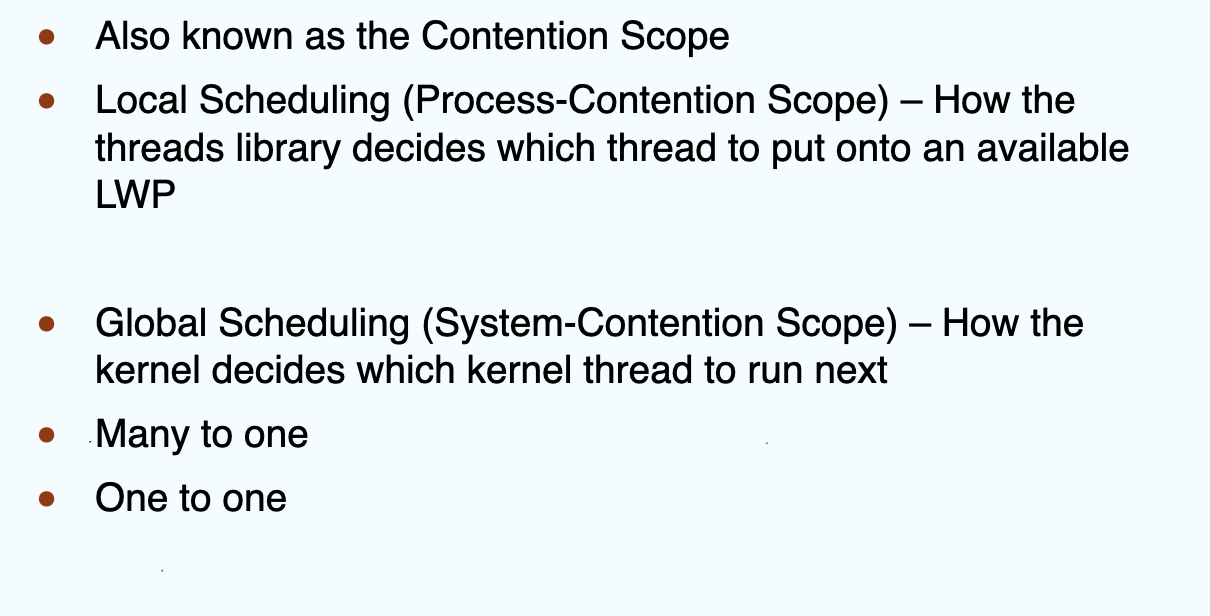 • Also known as the Contention Scope
• Local Scheduling (Process-Contention Scope) – How the
threads library decides which thread to put onto an available
LWP
• Global Scheduling (System-Contention Scope) – How the
kernel decides which kernel thread to run next
• Many to one
• One to one